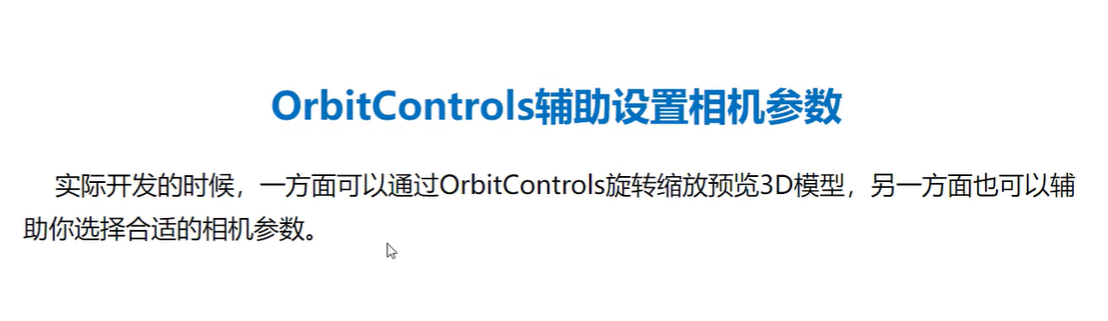 OrbitControls辅助设置相机参数
实际开发的时候，一方面可以通过OrbitControls旋转缩放预览3D模型，另一方面也可以辅
助你选择合适的相机参数。